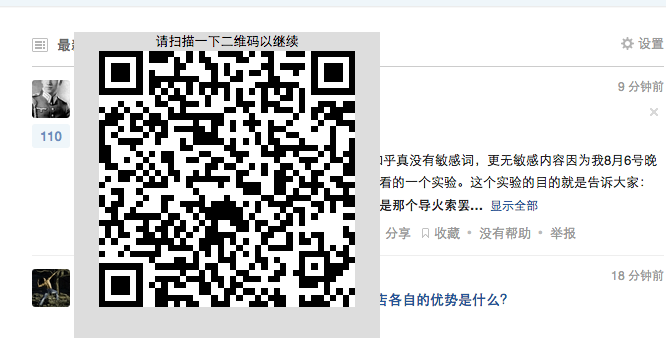 请扫描一下二维码以继续
最
设置
9 分钟前
110
乎真没有敏感词，更无敏感内容因为我8月6号晚
看的一个实验。这个实验的目的就是告诉大家：
是那个导火索罢... 显示全部
分享 收藏 • 没有帮助 • 举报
18 分钟前
各自的优势是什么?